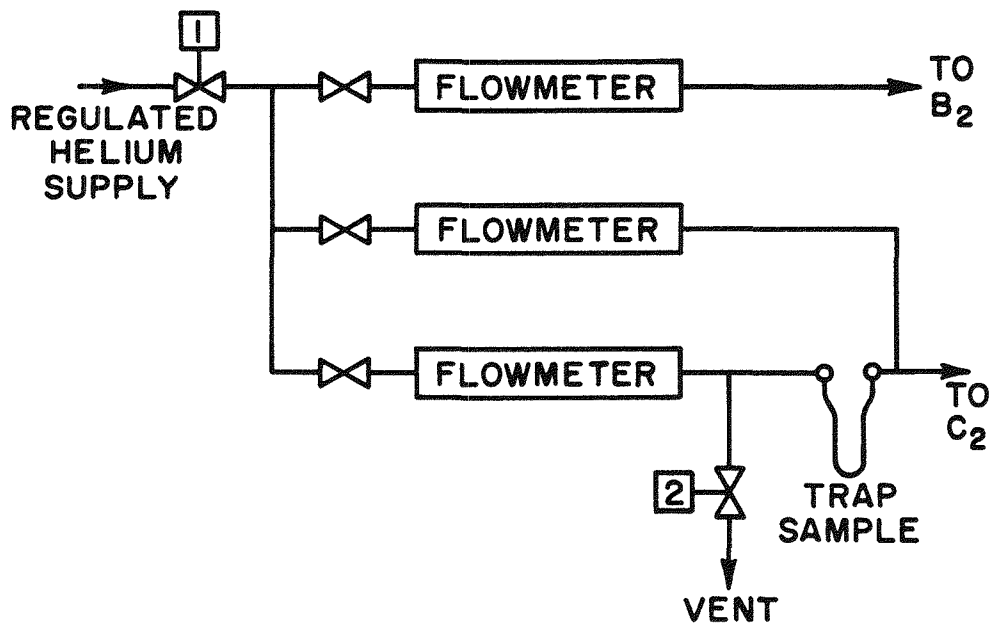 1
REGULATED
HELIUM
SUPPLY
FLOWMETER
TO
B2
FLOWMETER
FLOWMETER
TO
C2
2
TRAP
SAMPLE
VENT